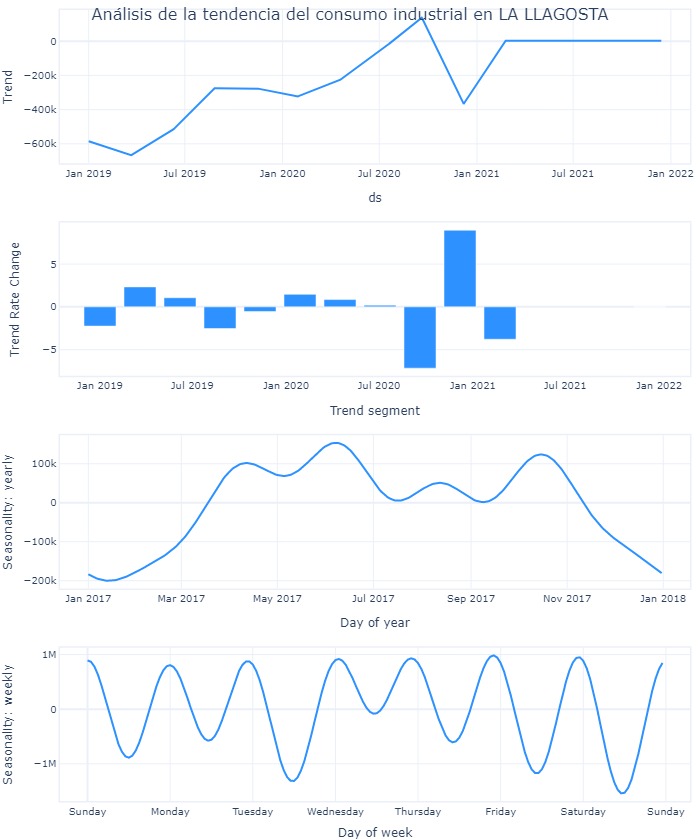 Análisis de la tendencia del consumo industrial en LA LLAGOSTA
0
−200k
−400k
−600k
Trend
Jan 2019 Jul 2019 Jan 2020 Jul 2020 Jan 2021 Jul 2021 Jan 2022
ds
5
0
−5
Trend Rate Change
Jan 2019 Jul 2019 Jan 2020 Jul 2020 Jan 2021 Jul 2021 Jan 2022
Trend segment
100k
0
−100k
−200k
Seasonality: yearly
Jan 2017 Mar 2017 May 2017 Jul 2017 Sep 2017 Nov 2017 Jan 2018
Day of year
1M
0
−1M
Seasonality: weekly
Sunday Monday Tuesday Wednesday Thursday Friday Saturday Sunday
Day of week